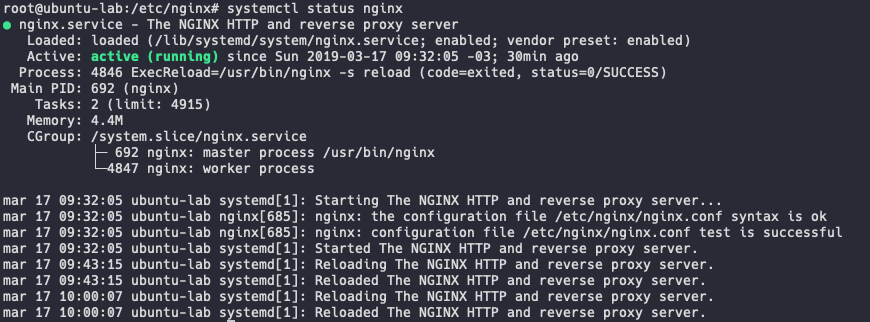 root@ubuntu-lab:/etc/nginx# systemctl status nginx
● nginx.service - The NGINX HTTP and reverse proxy server
   Loaded: loaded (/lib/systemd/system/nginx.service; enabled; vendor preset: enabled)
   Active: active (running) since Sun 2019-03-17 09:32:05 -03; 30min ago
  Process: 4846 ExecReload=/usr/bin/nginx -s reload (code=exited, status=0/SUCCESS)
 Main PID: 692 (nginx)
    Tasks: 2 (limit: 4915)
   Memory: 4.4M
   CGroup: /system.slice/nginx.service
           ├─ 692 nginx: master process /usr/bin/nginx
           └─4847 nginx: worker process

mar 17 09:32:05 ubuntu-lab systemd[1]: Starting The NGINX HTTP and reverse proxy server...
mar 17 09:32:05 ubuntu-lab nginx[685]: nginx: the configuration file /etc/nginx/nginx.conf syntax is ok
mar 17 09:32:05 ubuntu-lab nginx[685]: nginx: configuration file /etc/nginx/nginx.conf test is successful
mar 17 09:32:05 ubuntu-lab systemd[1]: Started The NGINX HTTP and reverse proxy server.
mar 17 09:43:15 ubuntu-lab systemd[1]: Reloading The NGINX HTTP and reverse proxy server.
mar 17 09:43:15 ubuntu-lab systemd[1]: Reloaded The NGINX HTTP and reverse proxy server.
mar 17 10:00:07 ubuntu-lab systemd[1]: Reloading The NGINX HTTP and reverse proxy server.
mar 17 10:00:07 ubuntu-lab systemd[1]: Reloaded The NGINX HTTP and reverse proxy server.